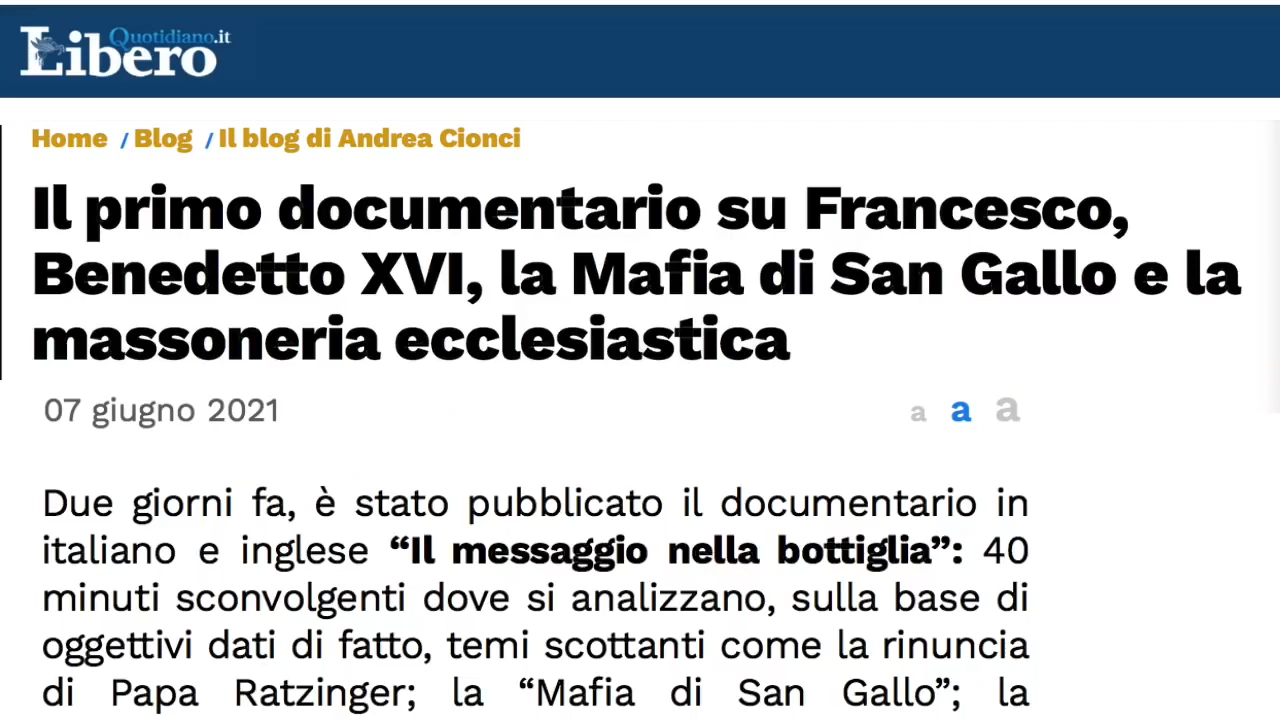 Libero Quotidiano.it
Home / Blog / Il blog di Andrea Cionci
Il primo documentario su Francesco,
Benedetto XVI, la Mafia di San Gallo e la
massoneria ecclesiastica
07 giugno 2021
a a a
Due giorni fa, è stato pubblicato il documentario in
italiano e inglese “Il messaggio nella bottiglia”: 40
minuti sconvolgenti dove si analizzano, sulla base di
oggettivi dati di fatto, temi scottanti come la rinuncia
di Papa Ratzinger; la “Mafia di San Gallo”; la